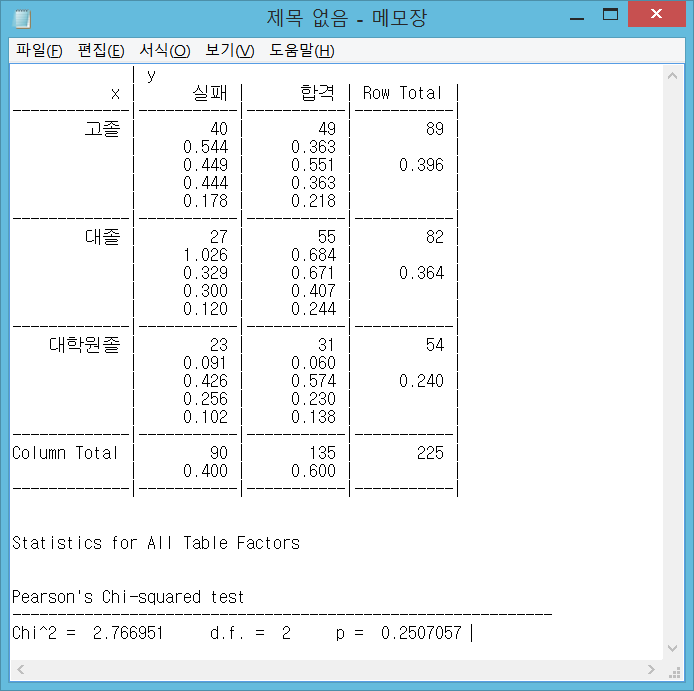 제목 없음 - 메모장
파일(F) 편집(E) 서식(O) 보기(V) 도움말(H)
             | y
           x |      실패 |      합격 | Row Total |
-------------|-----------|-----------|-----------|
        고졸 |        40 |        49 |        89 |
             |     0.544 |     0.363 |           |
             |     0.449 |     0.551 |     0.396 |
             |     0.444 |     0.363 |           |
             |     0.178 |     0.218 |           |
-------------|-----------|-----------|-----------|
        대졸 |        27 |        55 |        82 |
             |     1.026 |     0.684 |           |
             |     0.329 |     0.671 |     0.364 |
             |     0.300 |     0.407 |           |
             |     0.120 |     0.244 |           |
-------------|-----------|-----------|-----------|
    대학원졸 |        23 |        31 |        54 |
             |     0.091 |     0.060 |           |
             |     0.426 |     0.574 |     0.240 |
             |     0.256 |     0.230 |           |
             |     0.102 |     0.138 |           |
-------------|-----------|-----------|-----------|
Column Total |        90 |       135 |       225 |
             |     0.400 |     0.600 |           |
-------------|-----------|-----------|-----------|
Statistics for All Table Factors
Pearson's Chi-squared test
------------------------------------------------------------
Chi^2 =  2.766951     d.f. =  2     p =  0.2507057